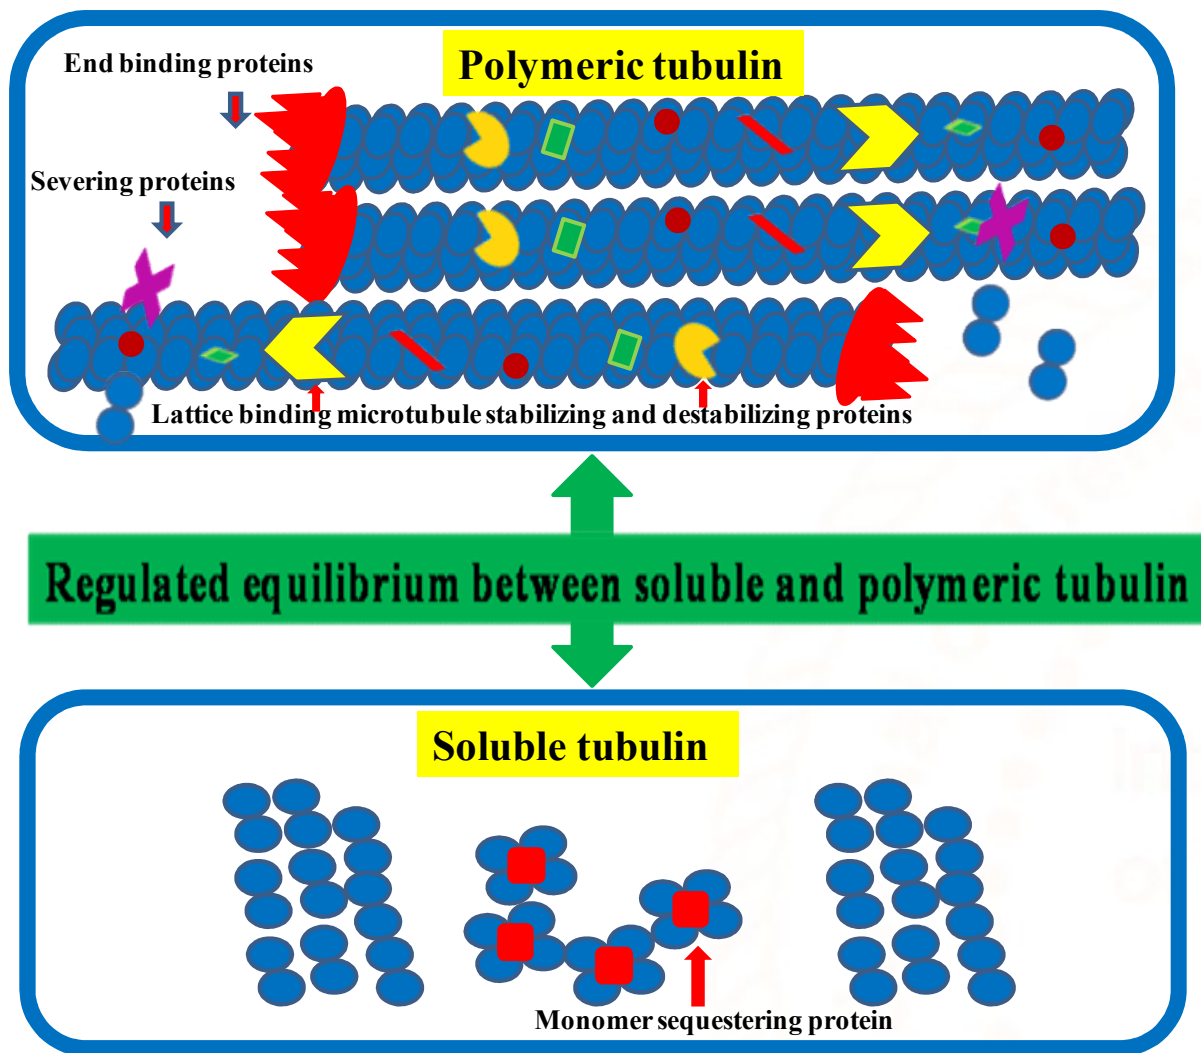 End binding proteins
Polymeric tubulin
Severing proteins
Lattice binding microtubule stabilizing and destabilizing proteins
Regulated equilibrium between soluble and polymeric tubulin
Soluble tubulin
Monomer sequestering protein